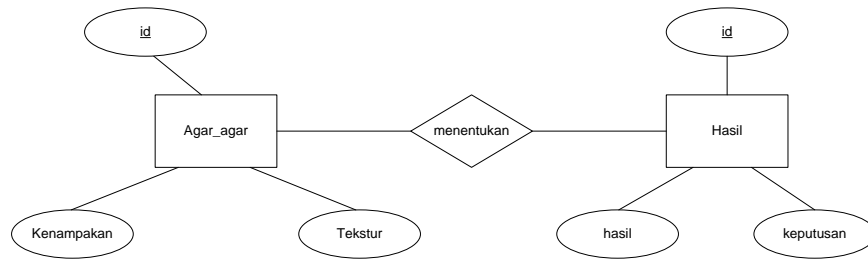 id
id
Agar_agar
menentukan
Hasil
Kenampakan
Tekstur
hasil
keputusan